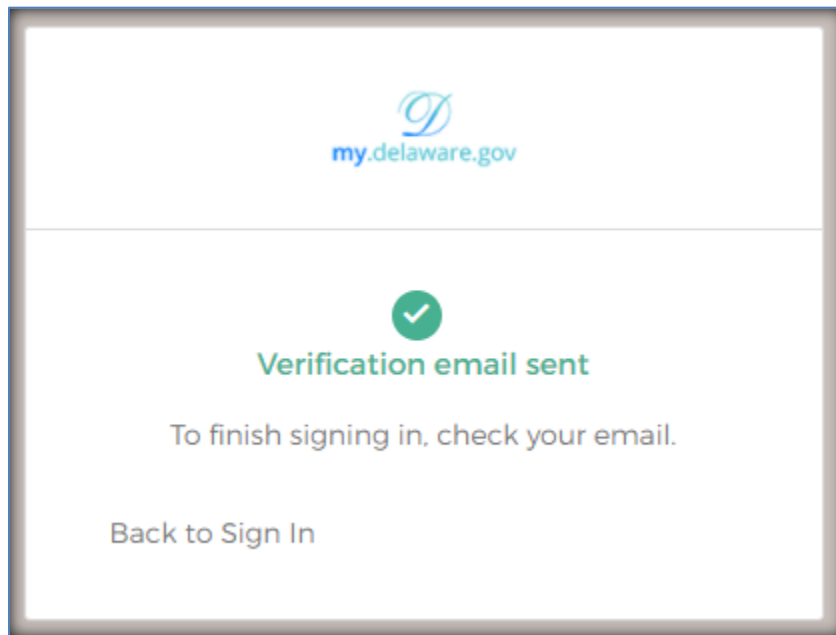 D
my.delaware.gov
Verification email sent
To finish signing in, check your email.
Back to Sign In